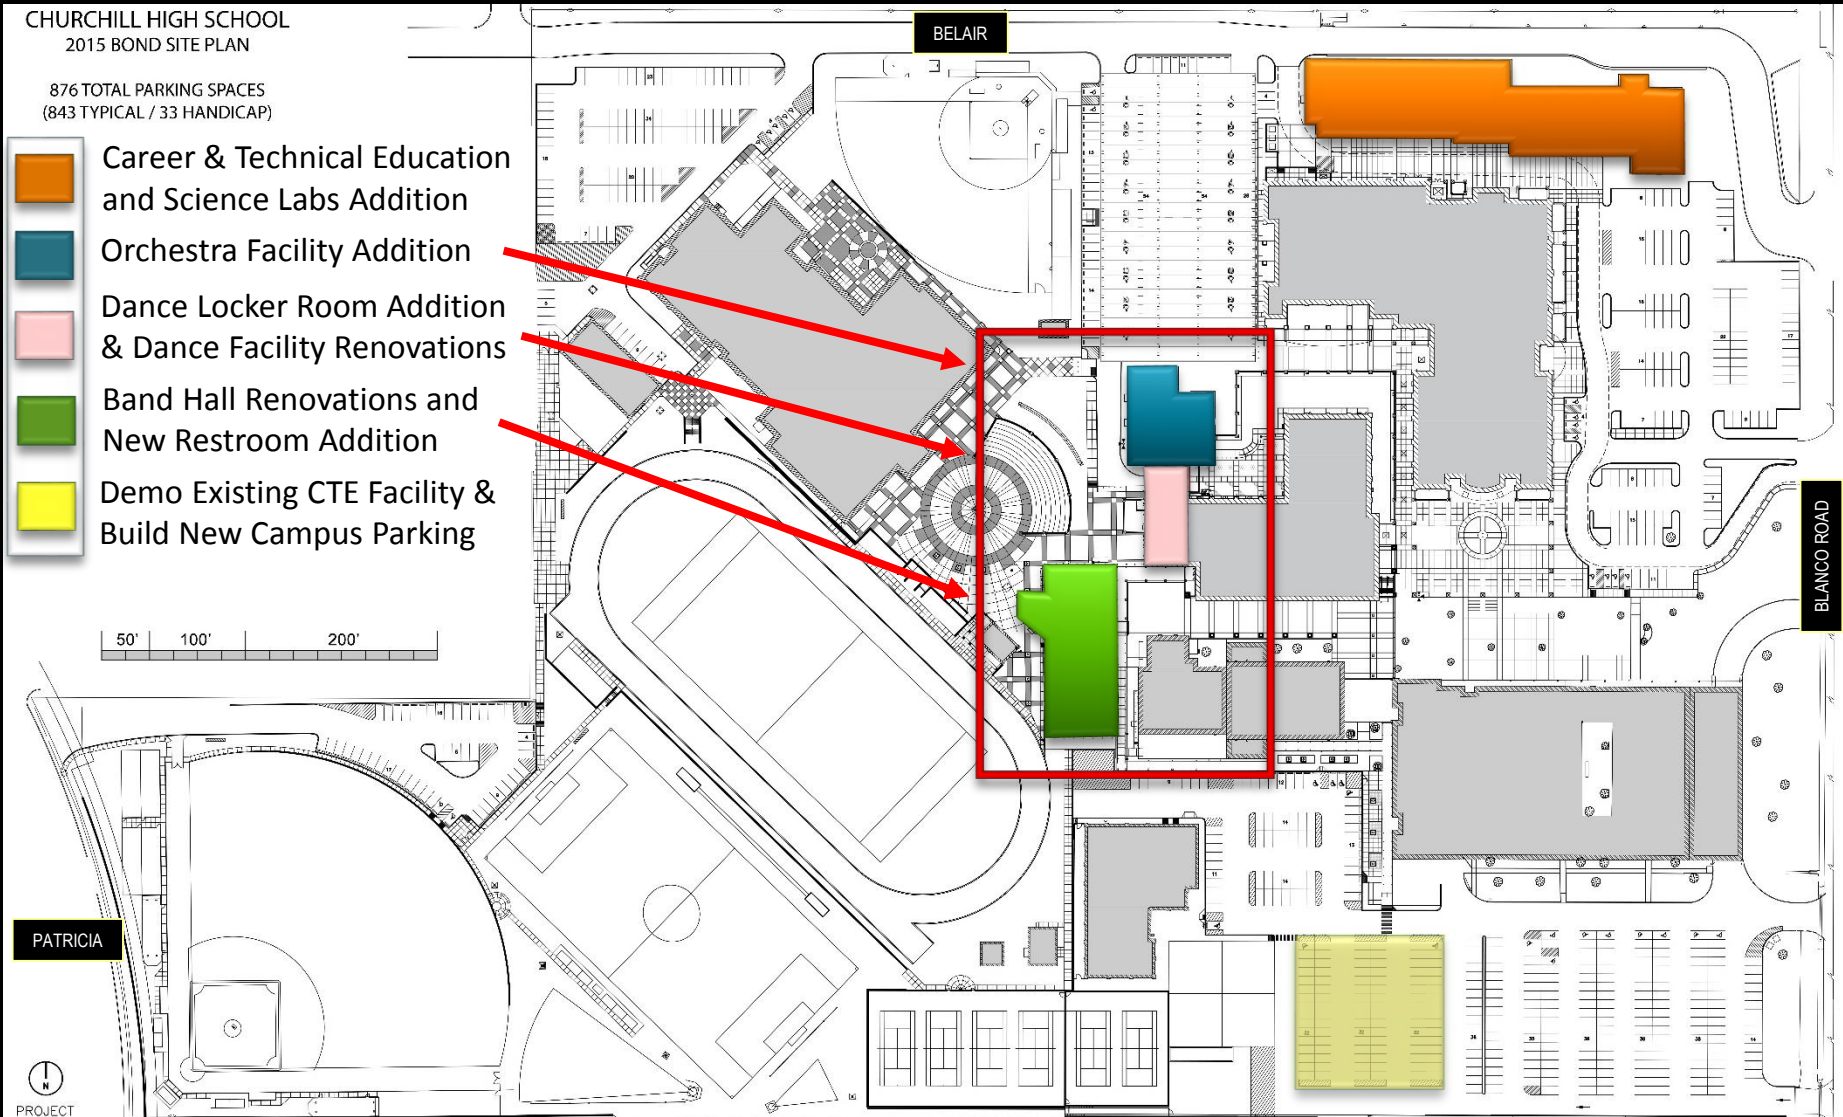 CHURCHILL HIGH SCHOOL
2015 BOND SITE PLAN
876 TOTAL PARKING SPACES
(843 TYPICAL / 33 HANDICAP)
Career & Technical Education
and Science Labs Addition
Orchestra Facility Addition
Dance Locker Room Addition
& Dance Facility Renovations
Band Hall Renovations and
New Restroom Addition
Demo Existing CTE Facility &
Build New Campus Parking
BELAIR
BLANCO ROAD
50' 100' 200'
PATRICIA
N
PROJECT